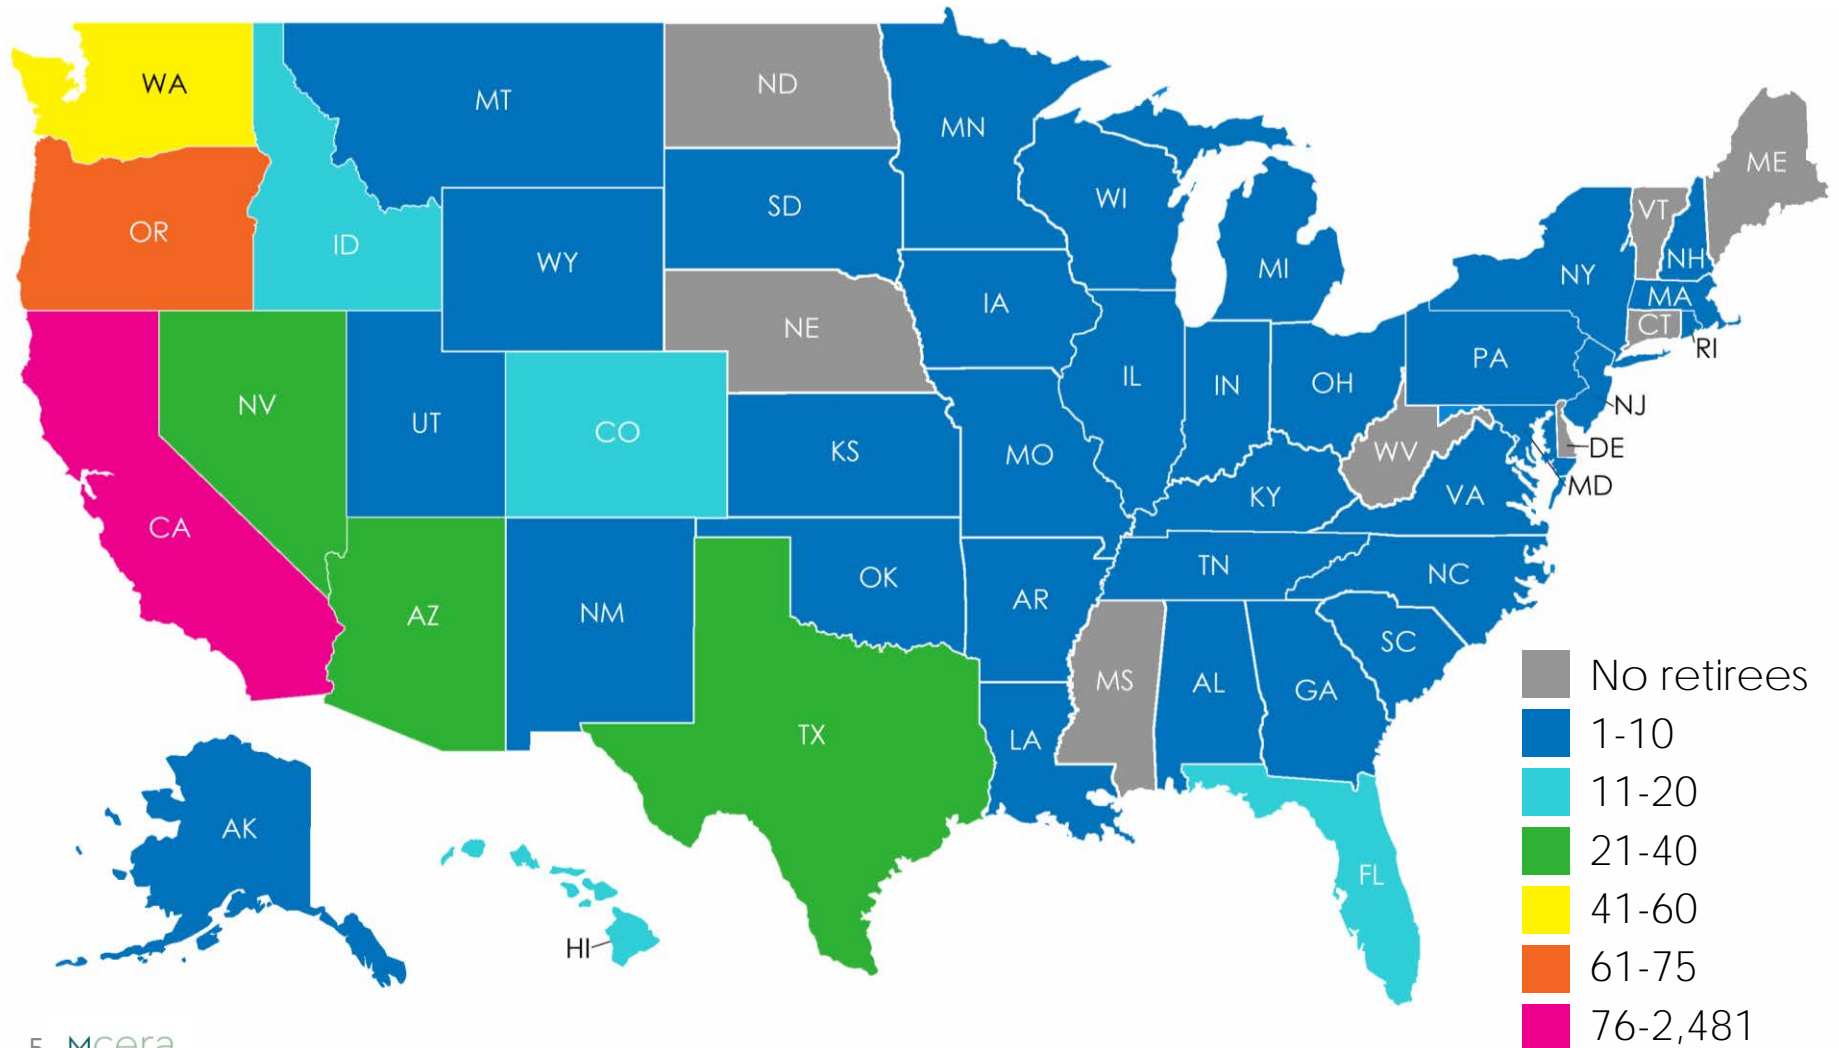 WA
MT
ND
MN
ME
OR
ID
SD
WI
VT
WY
MI
NH
NY
IA
MA
NE
CT
RI
PA
IL
IN
OH
NV
NJ
UT
CO
KS
MO
WV
DE
KY
VA
MD
CA
TN
NC
OK
AR
AZ
NM
SC
MS
AL
GA
TX
LA
AK
FL
HI
No retirees
1-10
11-20
21-40
41-60
61-75
76-2,481
5 mcera